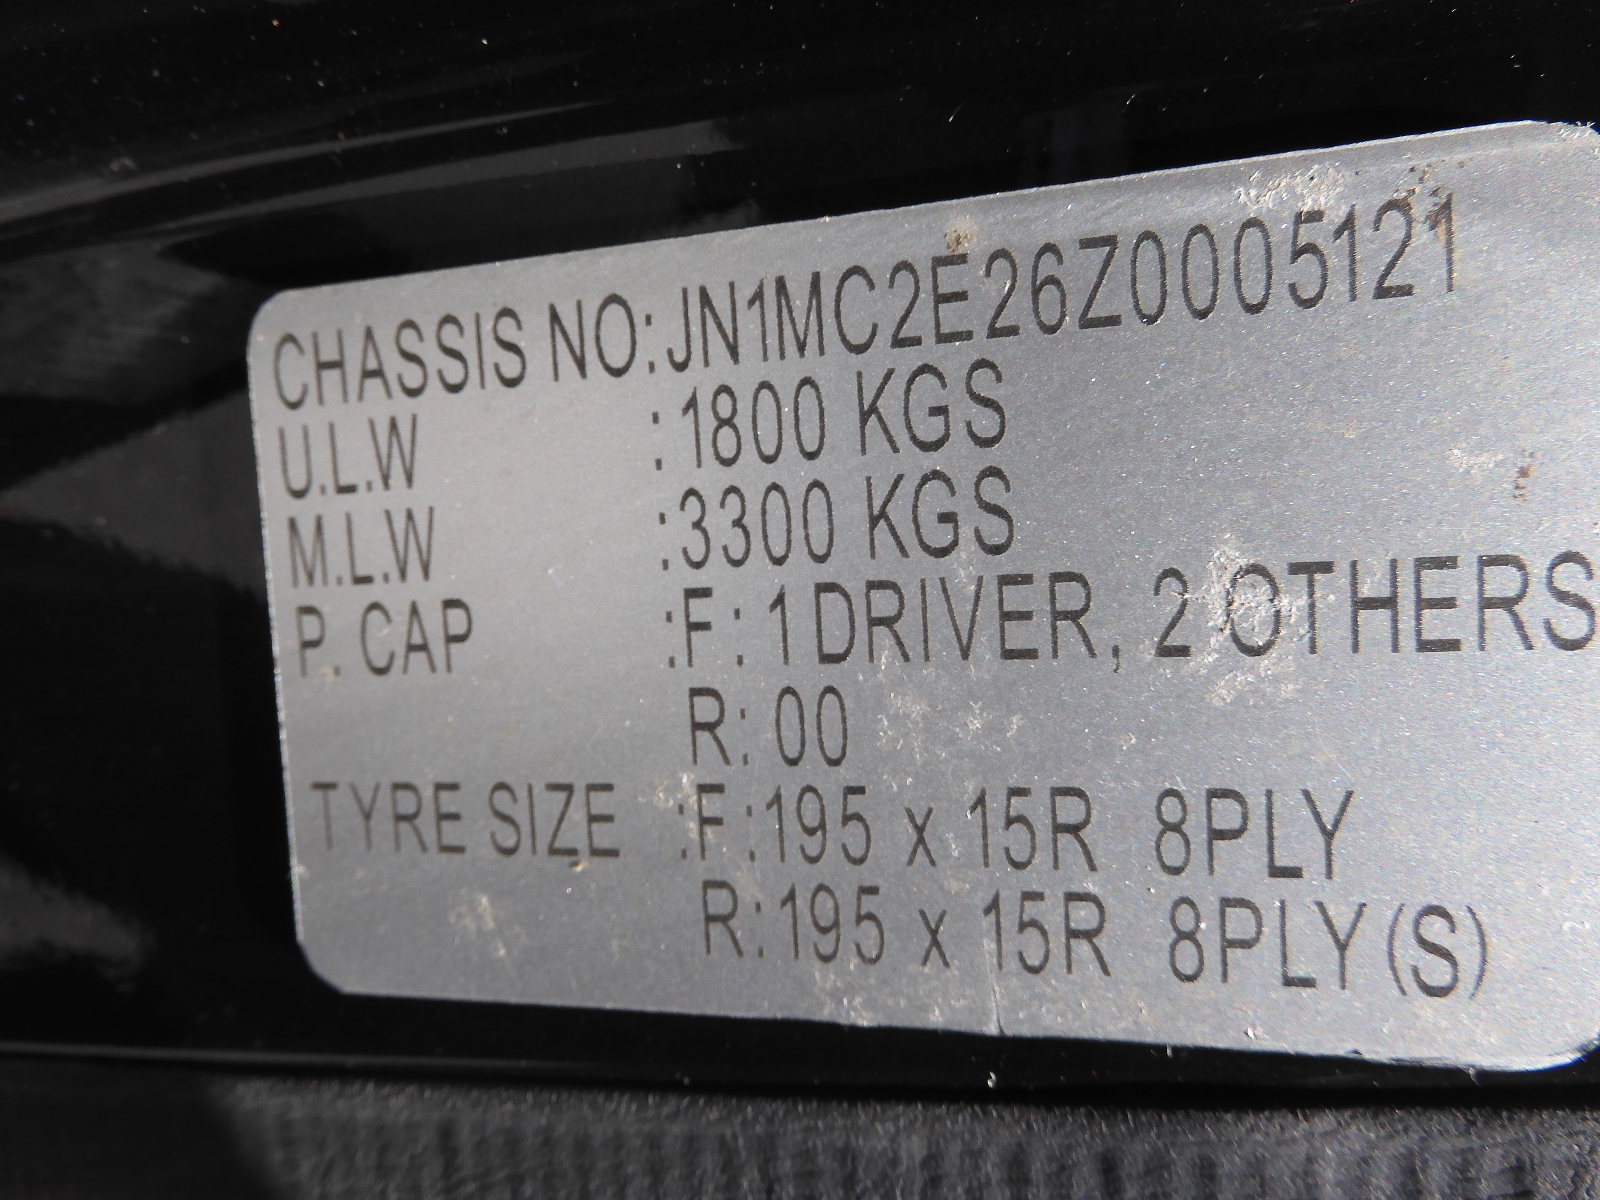 CHASSIS NO: JN1MC2E26Z0005121
U.L.W : 1800 KGS
M.L.W : 3300 KGS
P. CAP : F : 1 DRIVER, 2 OTHERS
R : 00
TYRE SIZE : F : 195 x 15R 8PLY
R : 195 x 15R 8PLY (S)